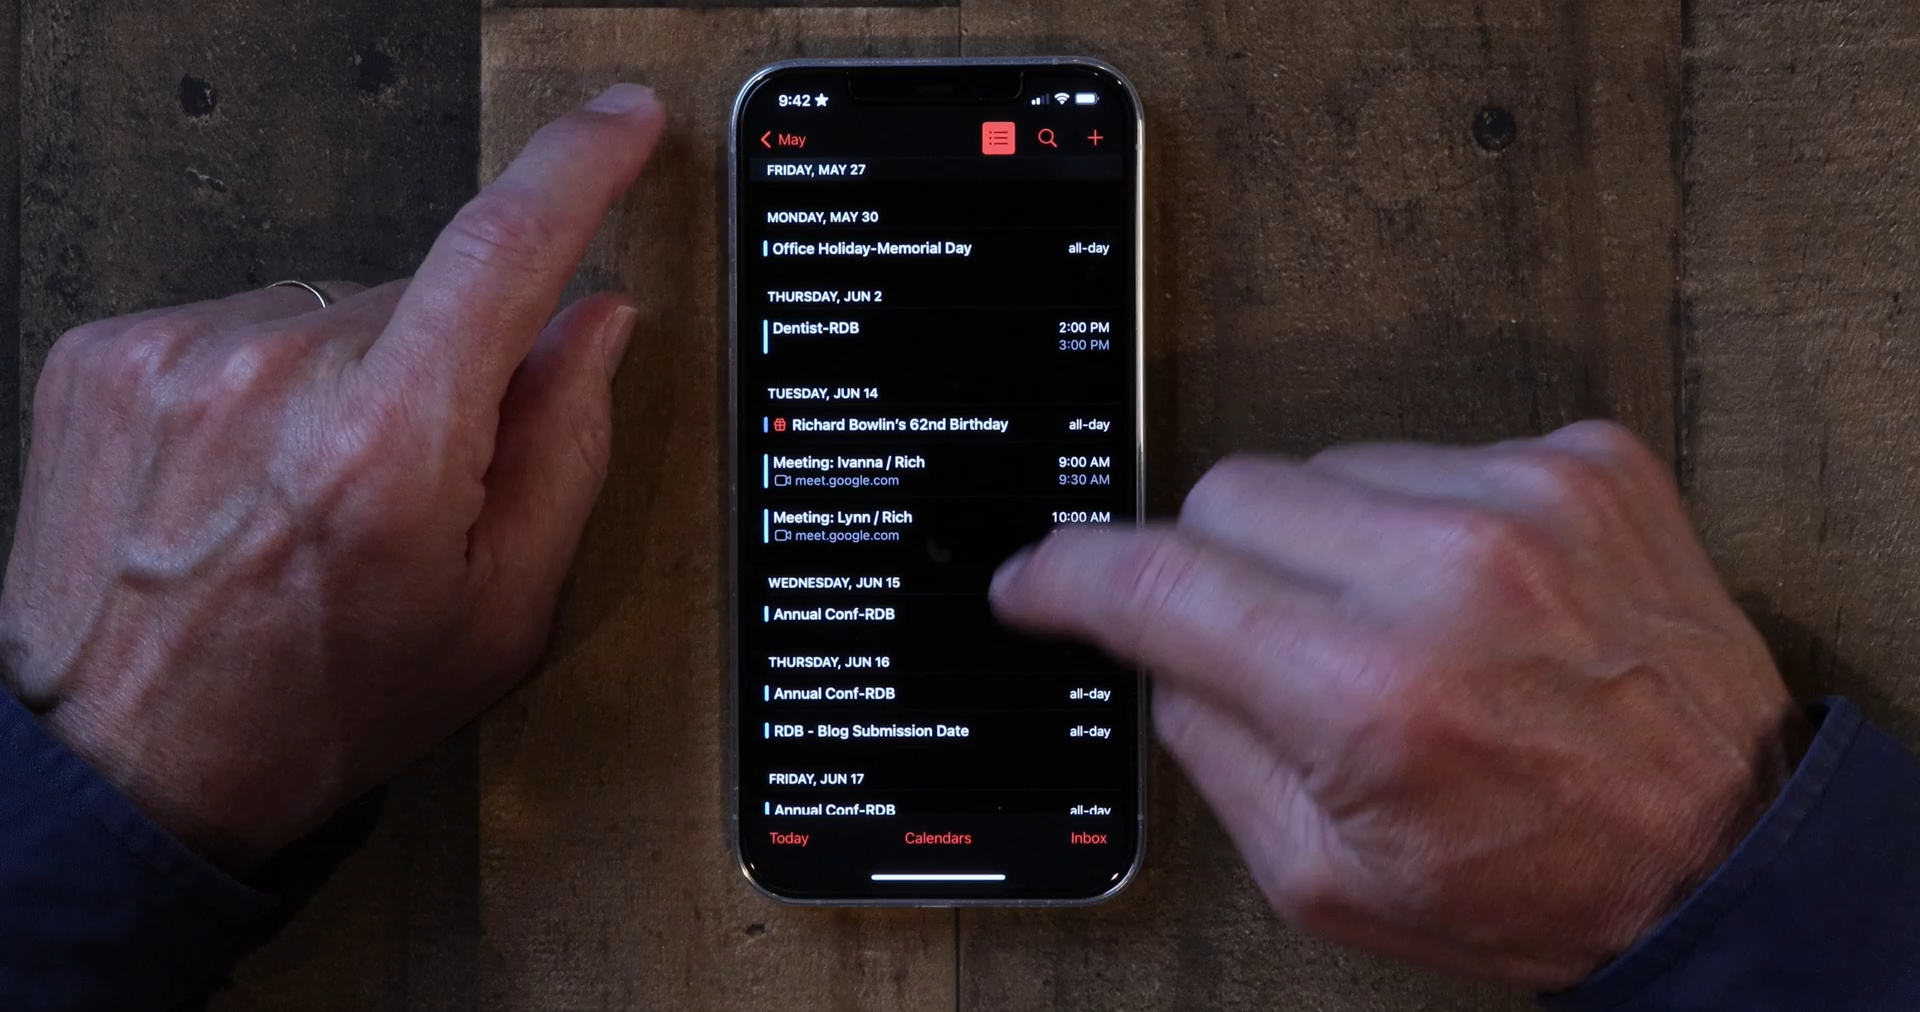 9:42
May
FRIDAY, MAY 27
MONDAY, MAY 30
Office Holiday-Memorial Day all-day
THURSDAY, JUN 2
Dentist-RDB 2:00 PM
3:00 PM
TUESDAY, JUN 14
Richard Bowlin's 62nd Birthday all-day
Meeting: Ivanna / Rich 9:00 AM
meet.google.com 9:30 AM
Meeting: Lynn / Rich 10:00 AM
meet.google.com
WEDNESDAY, JUN 15
Annual Conf-RDB
THURSDAY, JUN 16
Annual Conf-RDB all-day
RDB - Blog Submission Date all-day
FRIDAY, JUN 17
Annual Conf-RDB all-day
Today Calendars Inbox